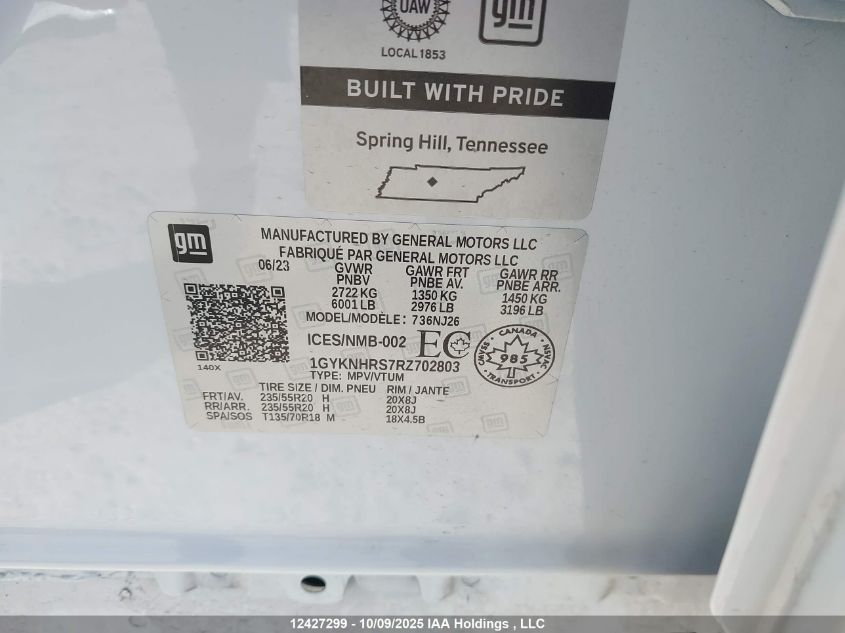 UAW
gm
LOCAL 1853
BUILT WITH PRIDE
Spring Hill, Tennessee
gm
MANUFACTURED BY GENERAL MOTORS LLC
FABRIQUÉ PAR GENERAL MOTORS LLC
06/23 GVWR GAWR FRT GAWR RR
PNBV PNBE AV. PNBE ARR.
2722 KG 1350 KG 1450 KG
6001 LB 2976 LB 3196 LB
MODEL/MODÈLE: 736NJ26
ICES/NMB-002 EC
CANADA
CMVSS 985 NSVAC
TRANSPORT
140X
1GYKNHRS7RZ702803
TYPE: MPV/VTUM
TIRE SIZE / DIM. PNEU RIM / JANTE
FRT/AV. 235/55R20 H 20X8J
RR/ARR. 235/55R20 H 20X8J
SPA/SOS T135/70R18 M 18X4.5B
12427299 - 10/09/2025 IAA Holdings , LLC